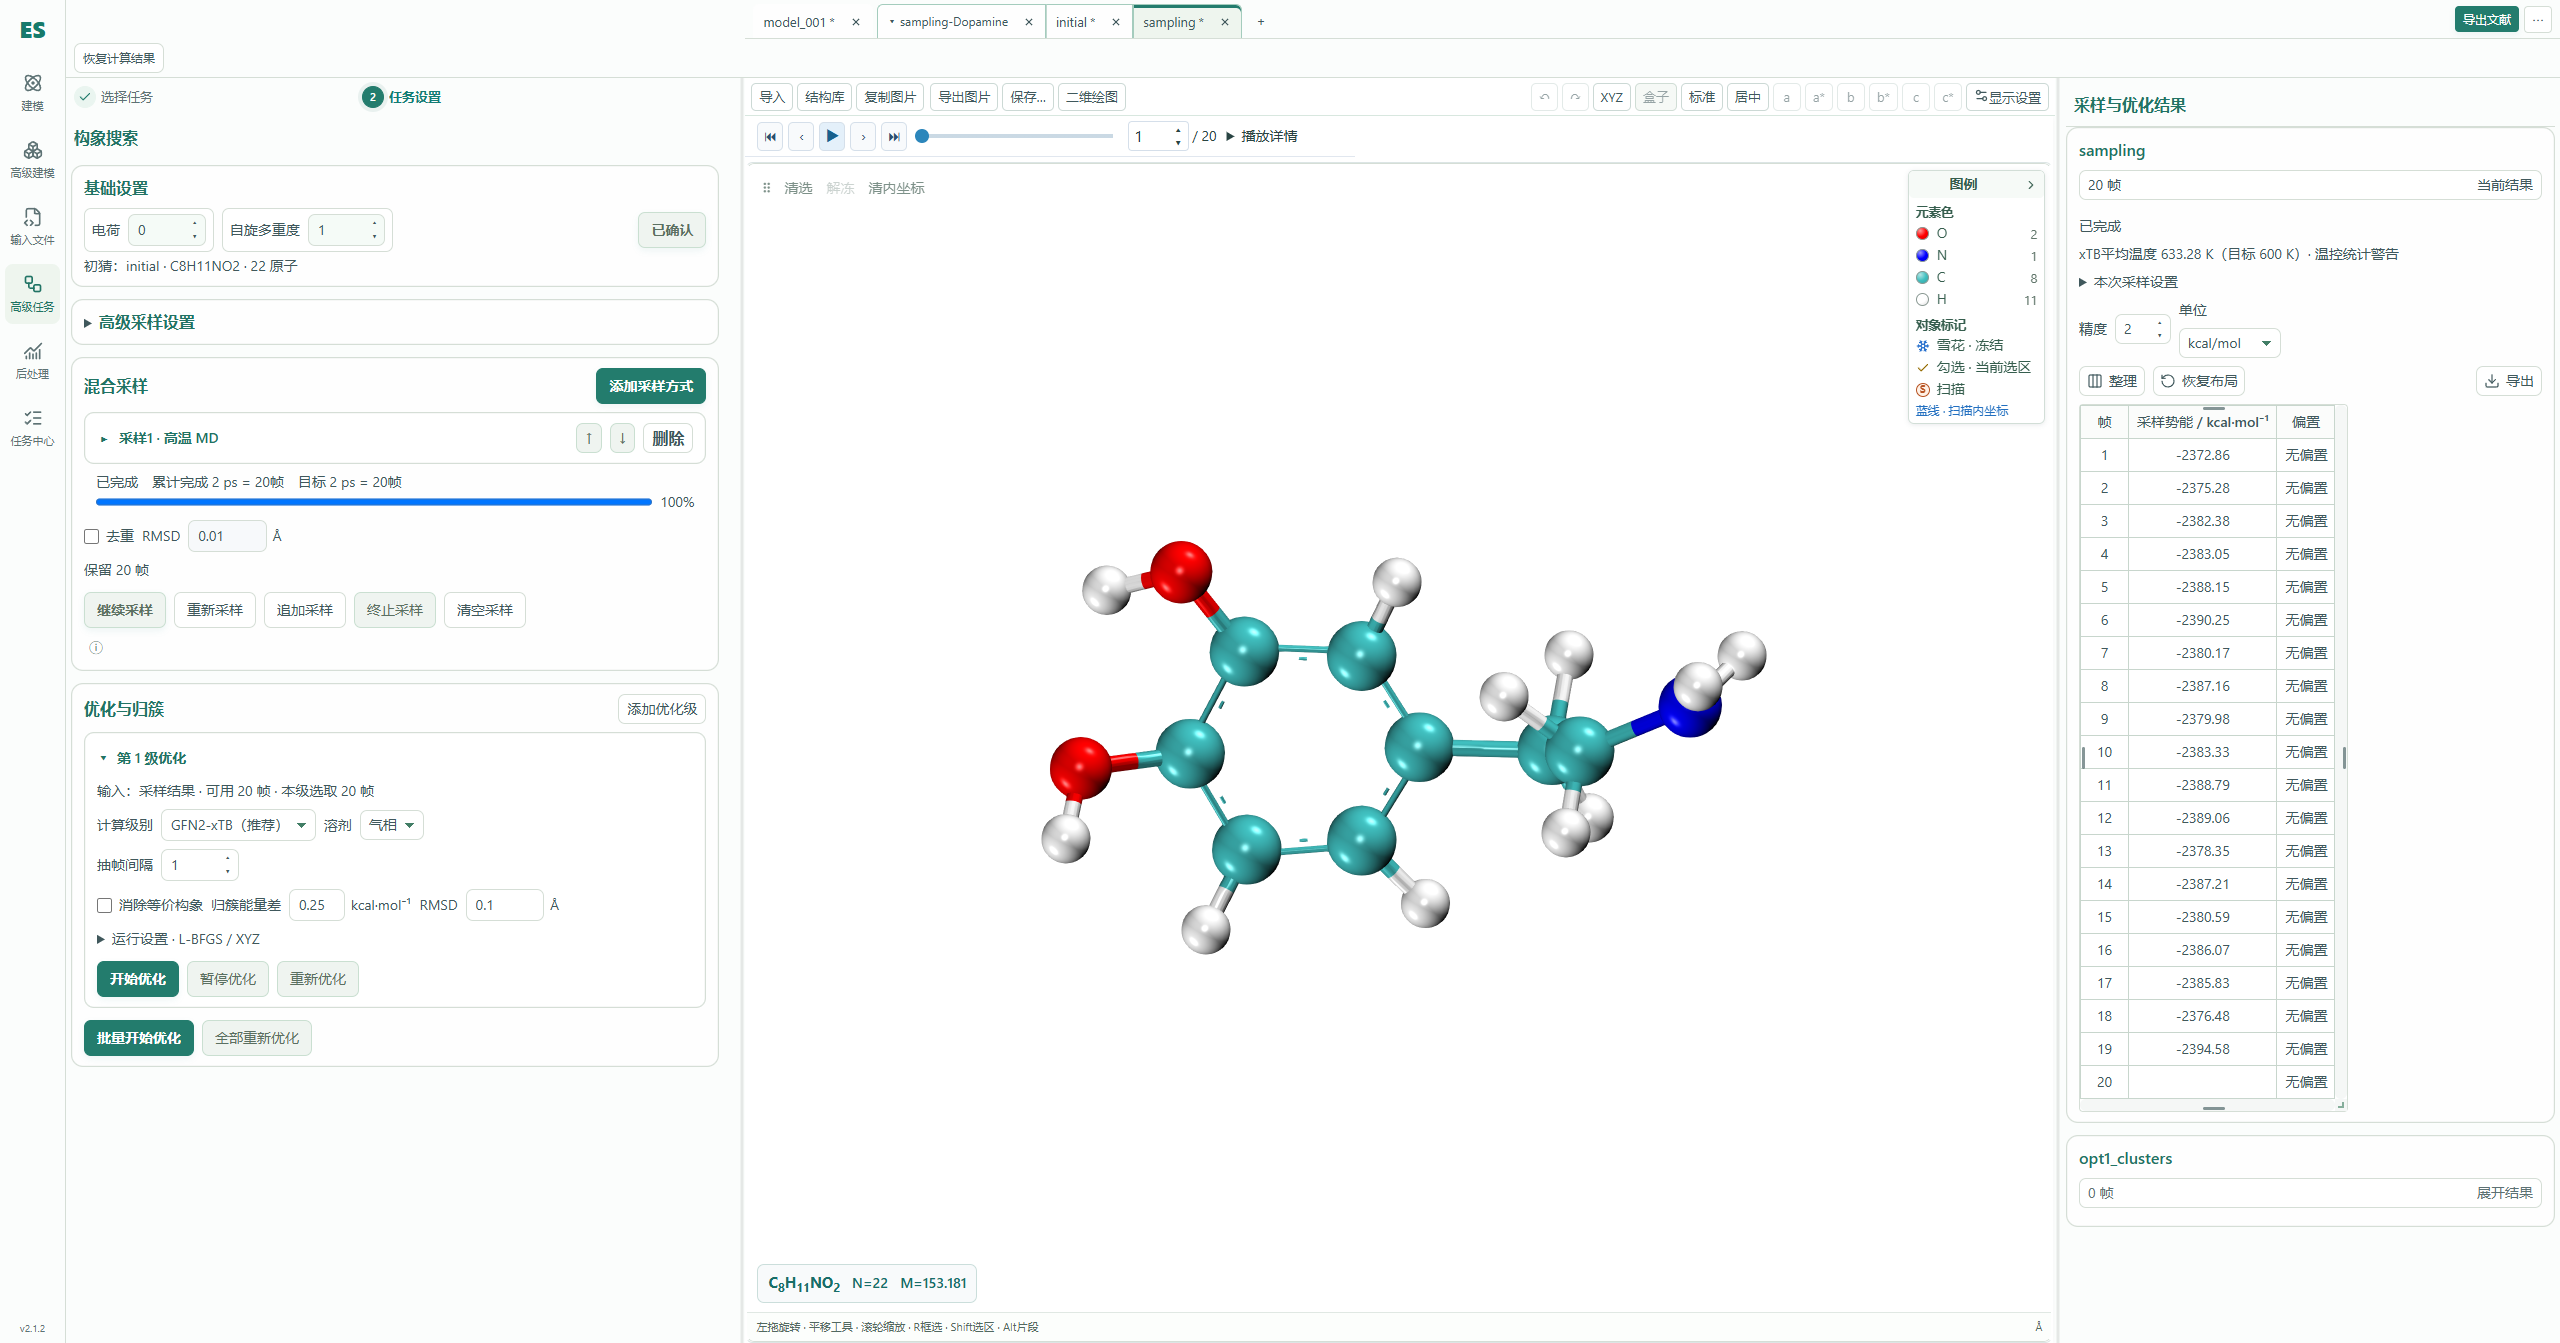 ES
建模
高级建模
输入文件
高级任务
后处理
任务中心
v2.1.2
恢复计算结果
选择任务
2 任务设置
构象搜索
基础设置
电荷 0 自旋多重度 1 已确认
初猜：initial · C8H11NO2 · 22 原子
高级采样设置
混合采样 添加采样方式
采样1 · 高温 MD ↑ ↓ 删除
已完成 累计完成 2 ps = 20帧 目标 2 ps = 20帧
100%
去重 RMSD 0.01 Å
保留 20 帧
继续采样 重新采样 追加采样 终止采样 清空采样
优化与归簇 添加优化级
第 1 级优化
输入：采样结果 · 可用 20 帧 · 本级选取 20 帧
计算级别 GFN2-xTB（推荐） 溶剂 气相
抽帧间隔 1
消除等价构象 归簇能量差 0.25 kcal·mol⁻¹ RMSD 0.1 Å
运行设置 · L-BFGS / XYZ
开始优化 暂停优化 重新优化
批量开始优化 全部重新优化
model_001 * × sampling-Dopamine × initial * × sampling * × +
导出文献 ...
导入 结构库 复制图片 导出图片 保存... 二维绘图 XYZ 盒子 标准 居中 a a* b b* c c* 显示设置
1 / 20 播放详情
清选 解冻 清内坐标
图例
元素色
O 2
N 1
C 8
H 11
对象标记
雪花 · 冻结
勾选 · 当前选区
S 扫描
蓝线 · 扫描内坐标
C₈H₁₁NO₂ N=22 M=153.181
左拖旋转 · 平移工具 · 滚轮缩放 · R框选 · Shift选区 · Alt片段 Å
采样与优化结果
sampling
20 帧 当前结果
已完成
xTB平均温度 633.28 K（目标 600 K）· 温控统计警告
本次采样设置
精度 2 单位 kcal/mol
整理 恢复布局 导出
帧 采样势能 / kcal·mol⁻¹ 偏置
1 -2372.86 无偏置
2 -2375.28 无偏置
3 -2382.38 无偏置
4 -2383.05 无偏置
5 -2388.15 无偏置
6 -2390.25 无偏置
7 -2380.17 无偏置
8 -2387.16 无偏置
9 -2379.98 无偏置
10 -2383.33 无偏置
11 -2388.79 无偏置
12 -2389.06 无偏置
13 -2378.35 无偏置
14 -2387.21 无偏置
15 -2380.59 无偏置
16 -2386.07 无偏置
17 -2385.83 无偏置
18 -2376.48 无偏置
19 -2394.58 无偏置
20 无偏置
opt1_clusters
0 帧 展开结果